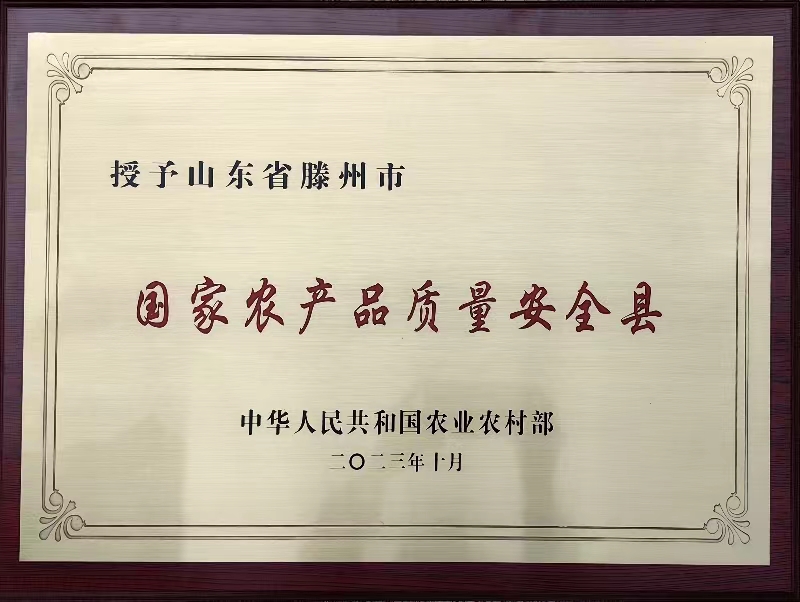 授予山东省滕州市
国家农产品质量安全县
中华人民共和国农业农村部
二〇二三年十月